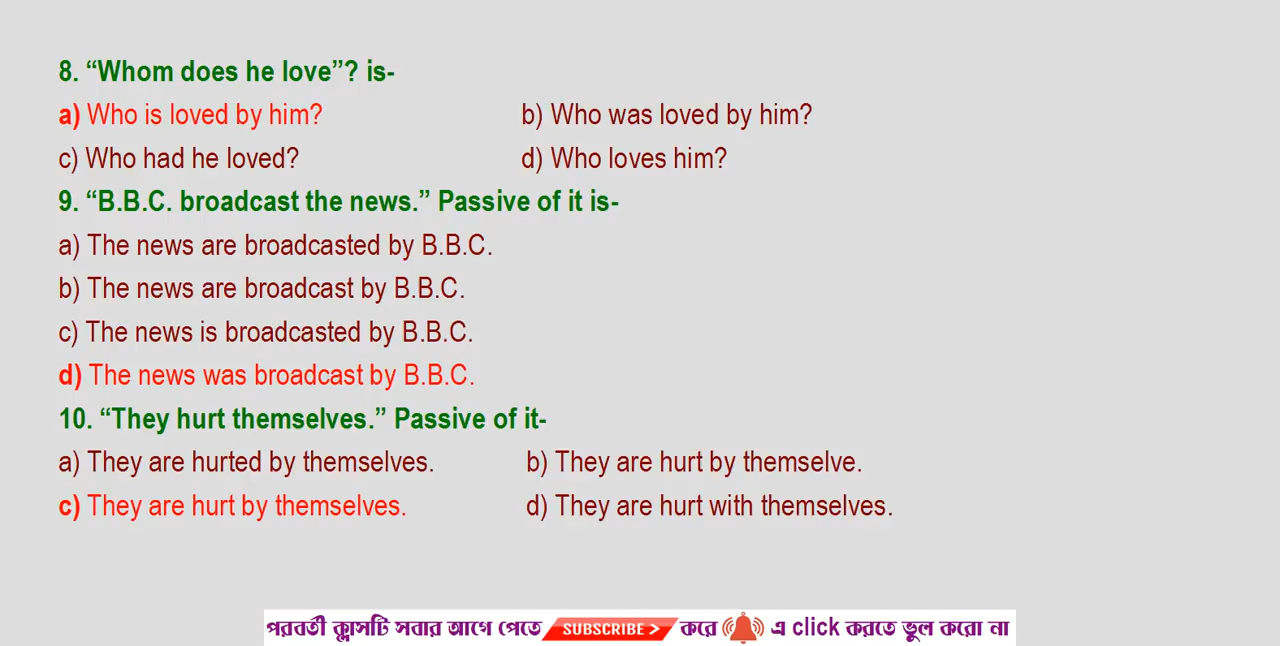 8. “Whom does he love”? is-
a) Who is loved by him? b) Who was loved by him?
c) Who had he loved? d) Who loves him?
9. “B.B.C. broadcast the news.” Passive of it is-
a) The news are broadcasted by B.B.C.
b) The news are broadcast by B.B.C.
c) The news is broadcasted by B.B.C.
d) The news was broadcast by B.B.C.
10. “They hurt themselves.” Passive of it-
a) They are hurted by themselves. b) They are hurt by themselve.
c) They are hurt by themselves. d) They are hurt with themselves.
পরবর্তী ক্লাসটি সবার আগে পেতে SUBSCRIBE > করে এ click করতে ভুল করো না